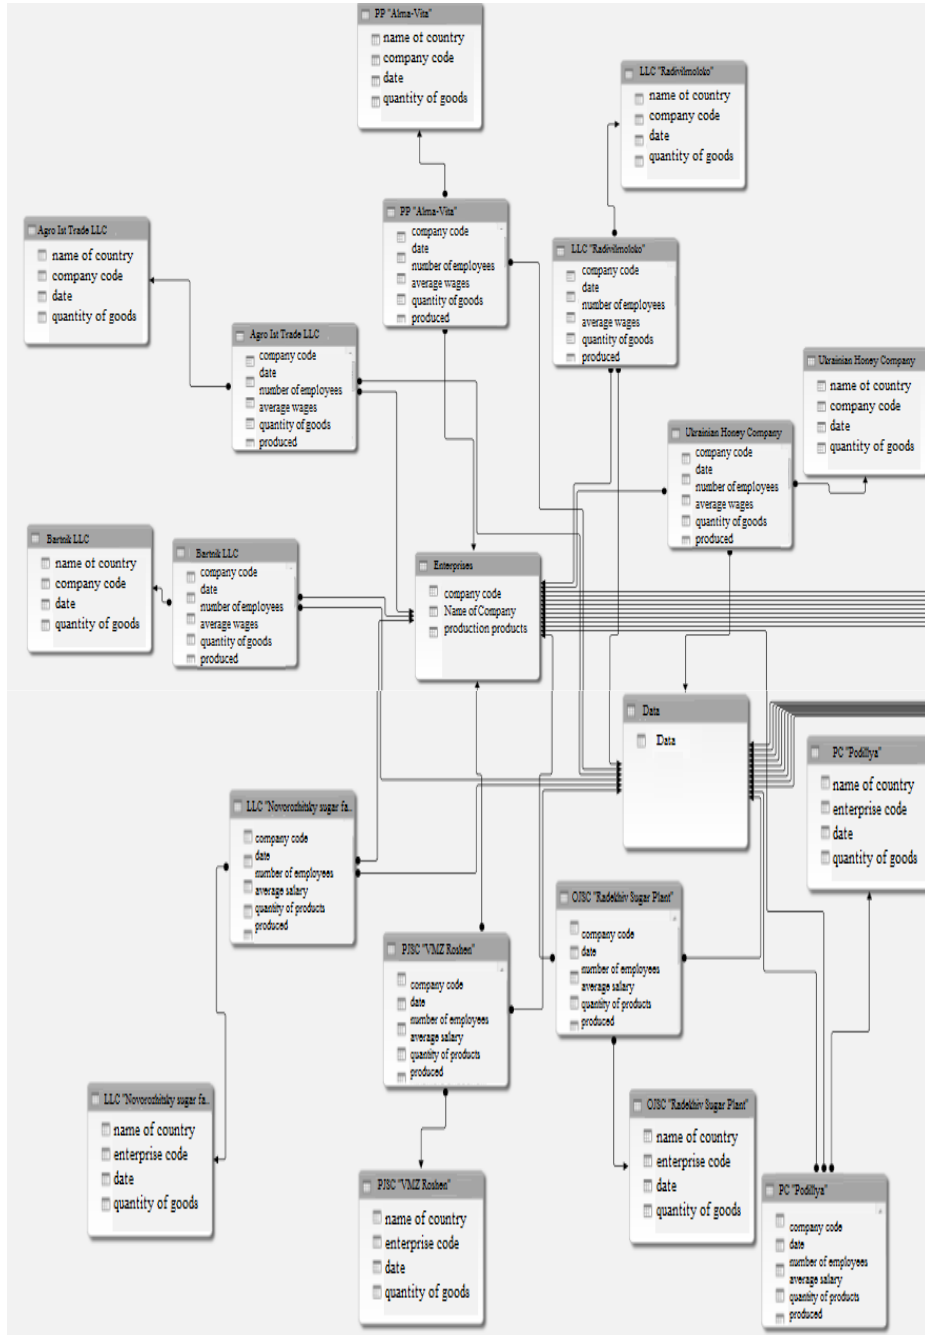 PP "Alma-Vita"
name of country
company code
date
quantity of goods
LLC "Radivilmoloko"
name of country
company code
date
quantity of goods
PP "Alma-Vita"
company code
date
number of employees
average wages
quantity of goods
produced
Agro Ist Trade LLC
name of country
company code
date
quantity of goods
LLC "Radivilmoloko"
company code
date
number of employees
average wages
quantity of goods
produced
Agro Ist Trade LLC
company code
date
number of employees
average wages
quantity of goods
produced
Ukrainian Honey Company
name of country
company code
date
quantity of goods
Ukrainian Honey Company
company code
date
number of employees
average wages
quantity of goods
produced
Bartnik LLC
name of country
company code
date
quantity of goods
Bartnik LLC
company code
date
number of employees
average wages
quantity of goods
produced
Enterprises
company code
Name of Company
production products
Data
Data
PC "Podillya"
name of country
enterprise code
date
quantity of goods
LLC "Novorozhitsky sugar fa..
company code
date
number of employees
average salary
quantity of products
produced
OJSC "Radekhiv Sugar Plant"
company code
date
number of employees
average salary
quantity of products
produced
PJSC "VMZ Roshen"
company code
date
number of employees
average salary
quantity of products
produced
LLC "Novorozhitsky sugar fa..
name of country
enterprise code
date
quantity of goods
OJSC "Radekhiv Sugar Plant"
name of country
enterprise code
date
quantity of goods
PJSC "VMZ Roshen"
name of country
enterprise code
date
quantity of goods
PC "Podillya"
company code
date
number of employees
average salary
quantity of products
produced